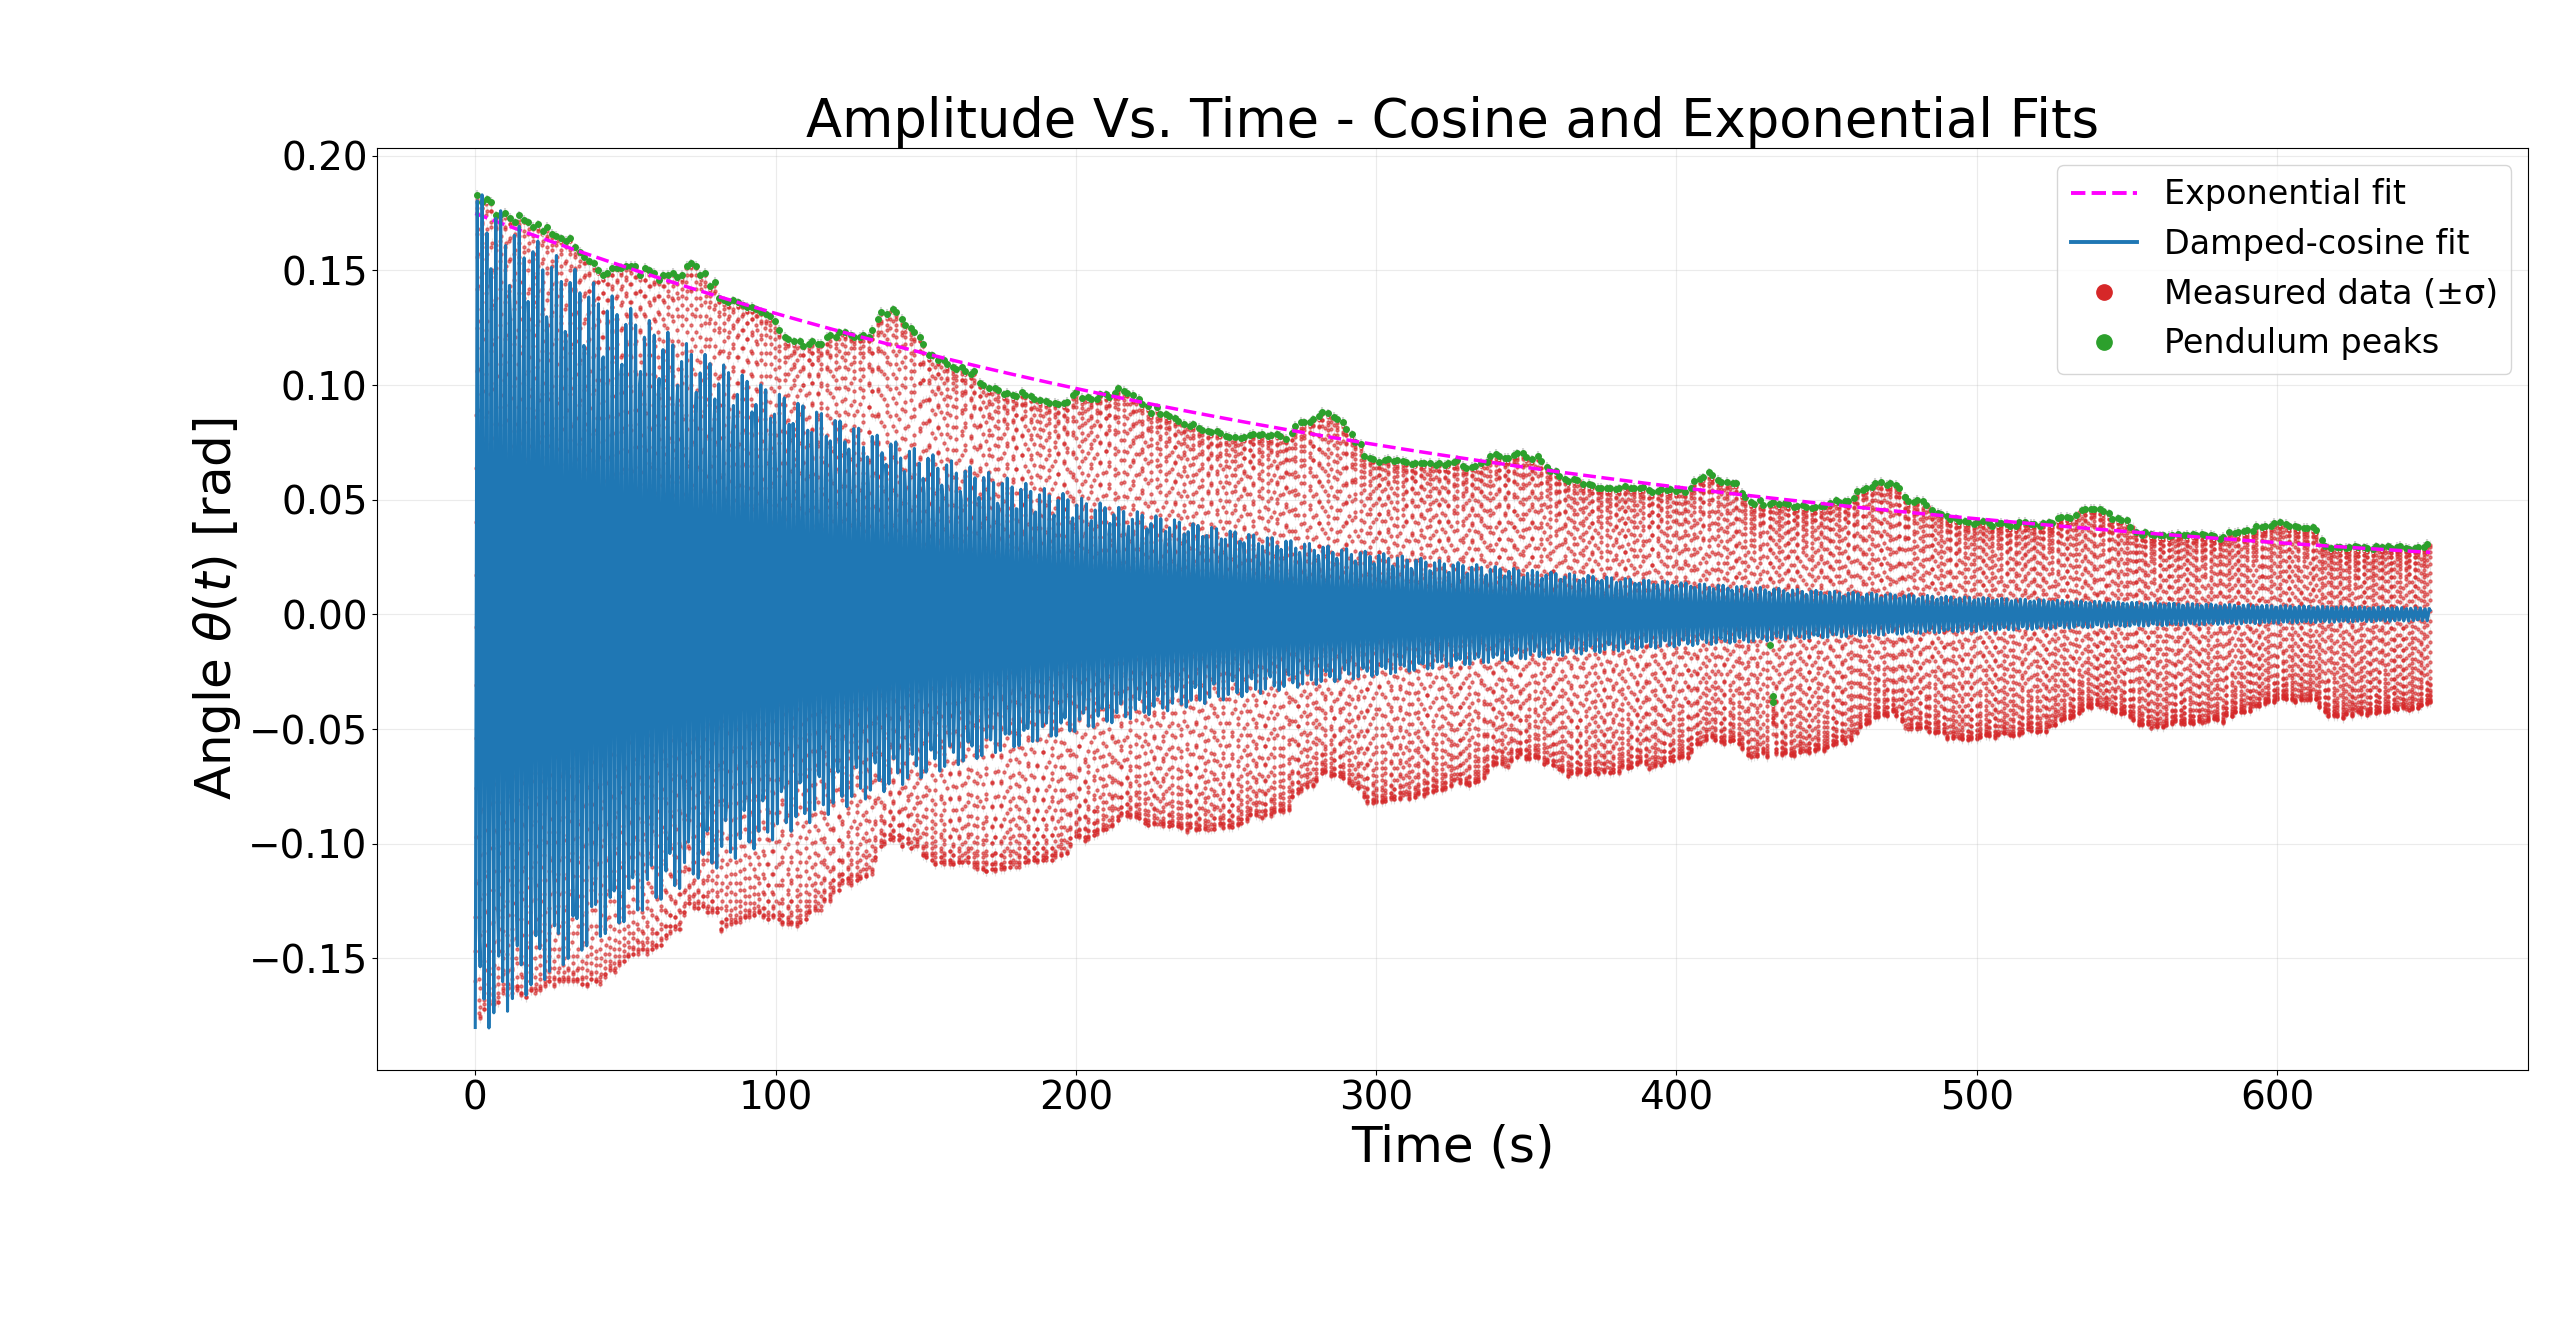 Amplitude Vs. Time - Cosine and Exponential Fits
Exponential fit
Damped-cosine fit
Measured data (±σ)
Pendulum peaks
Angle θ(t) [rad]
0.20
0.15
0.10
0.05
0.00
−0.05
−0.10
−0.15
0 100 200 300 400 500 600
Time (s)